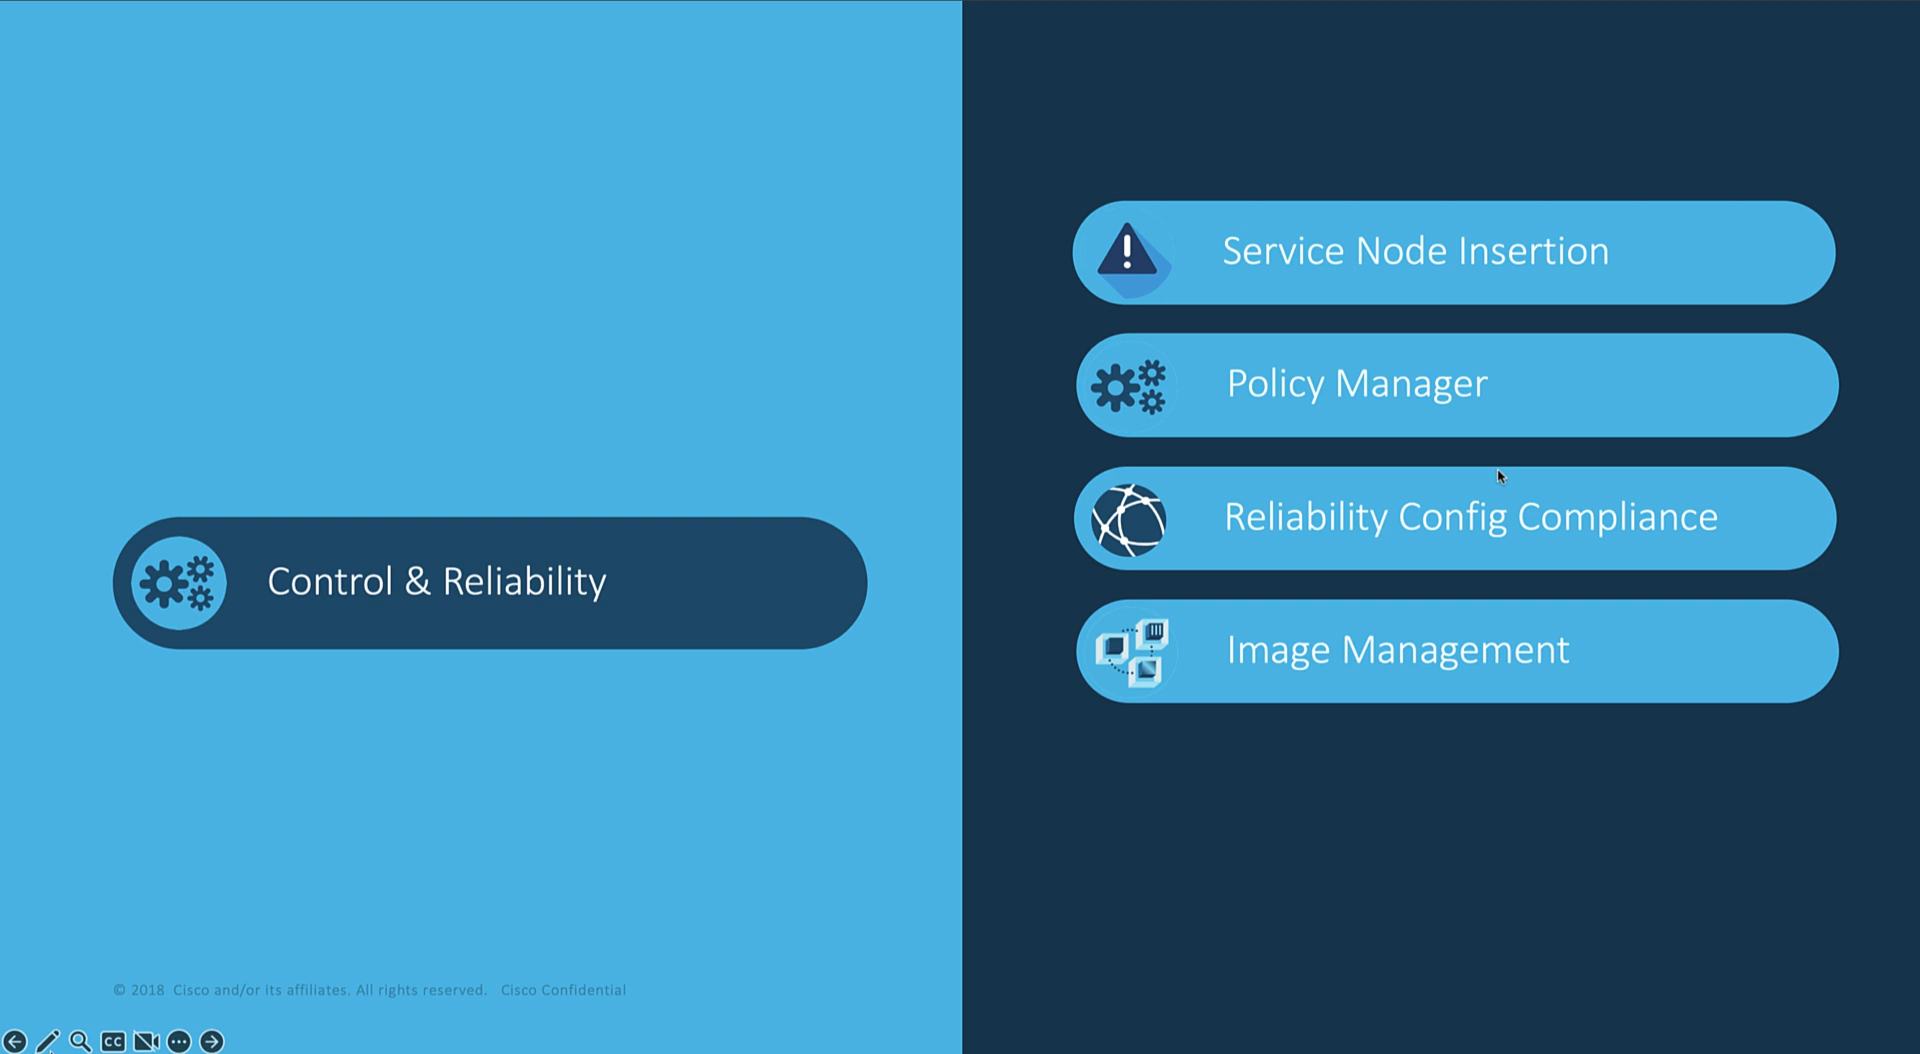 Control & Reliability
Service Node Insertion
Policy Manager
Reliability Config Compliance
Image Management
© 2018 Cisco and/or its affiliates. All rights reserved. Cisco Confidential
CC